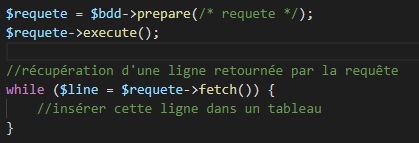 $requete = $bdd->prepare(/* requete */);
$requete->execute();
//récupération d'une ligne retournée par la requête
while ($line = $requete->fetch()) {
//insérer cette ligne dans un tableau
}